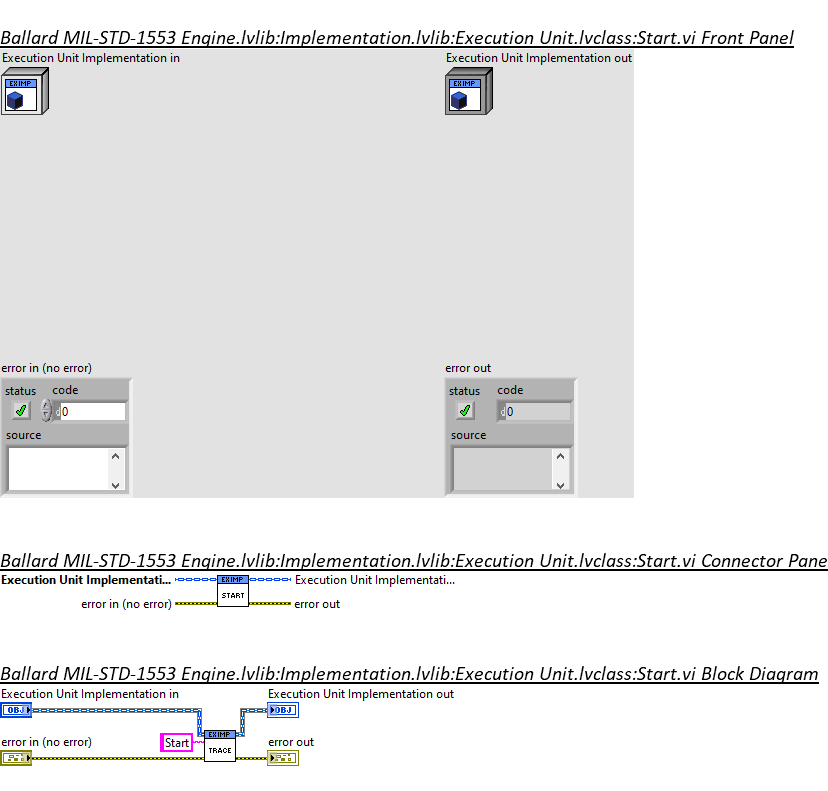 Ballard MIL-STD-1553 Engine.lvlib:Implementation.lvlib:Execution Unit.lvclass:Start.vi Front Panel
Execution Unit Implementation in Execution Unit Implementation out
EXIMP EXIMP
error in (no error) error out
status code status code
d 0 d 0
source source
Ballard MIL-STD-1553 Engine.lvlib:Implementation.lvlib:Execution Unit.lvclass:Start.vi Connector Pane
Execution Unit Implementati... EXIMP Execution Unit Implementati...
START
error in (no error) error out
Ballard MIL-STD-1553 Engine.lvlib:Implementation.lvlib:Execution Unit.lvclass:Start.vi Block Diagram
Execution Unit Implementation in Execution Unit Implementation out
OBJ OBJ
error in (no error) Start EXIMP error out
TRACE